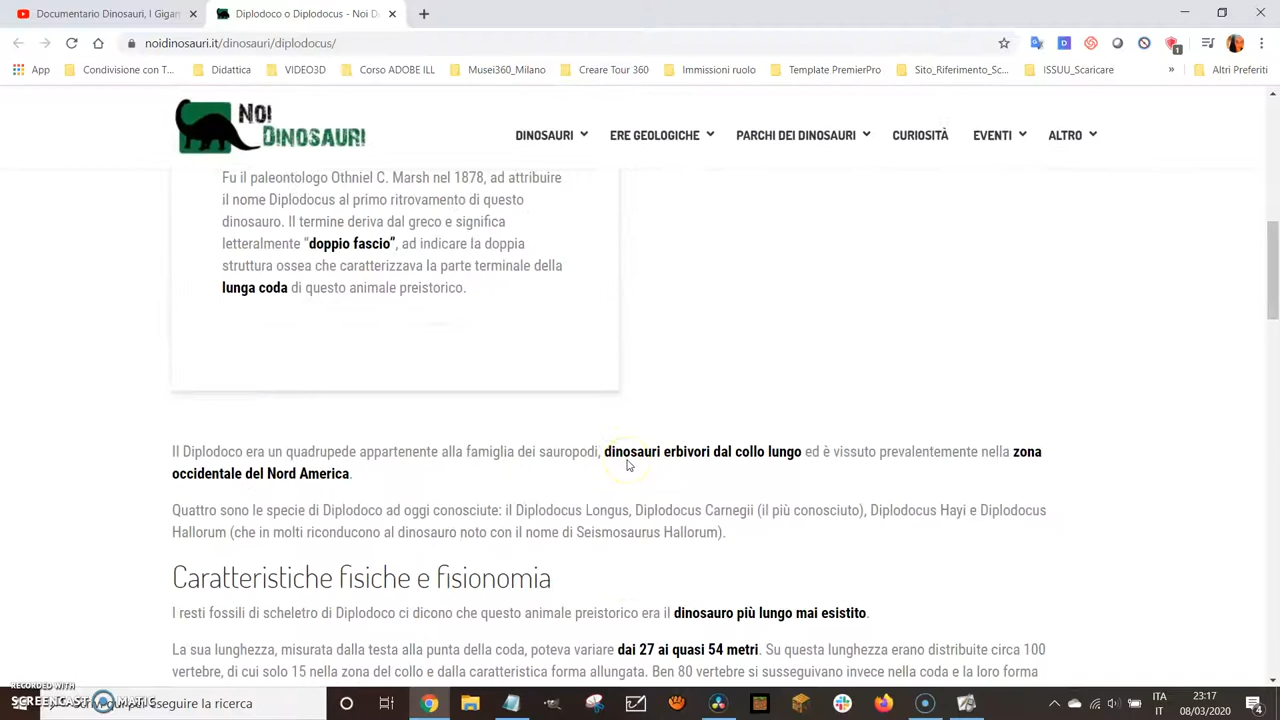 Documentario Dinosauri, I Gigan
Diplodoco o Diplodocus - Noi D
noidinosauri.it/dinosauri/diplodocus/
1
App
Condivisione con T...
Didattica
VIDEO3D
Corso ADOBE ILL
Musei360_Milano
Creare Tour 360
Immissioni ruolo
Template PremierPro
Sito_Riferimento_Sc...
ISSUU_Scaricare
»
Altri Preferiti
NOI
DINOSAURI
DINOSAURI
ERE GEOLOGICHE
PARCHI DEI DINOSAURI
CURIOSITÀ
EVENTI
ALTRO
Fu il paleontologo Othniel C. Marsh nel 1878, ad attribuire
il nome Diplodocus al primo ritrovamento di questo
dinosauro. Il termine deriva dal greco e significa
letteralmente “doppio fascio”, ad indicare la doppia
struttura ossea che caratterizzava la parte terminale della
lunga coda di questo animale preistorico.
Il Diplodoco era un quadrupede appartenente alla famiglia dei sauropodi, dinosauri erbivori dal collo lungo ed è vissuto prevalentemente nella zona
occidentale del Nord America.
Quattro sono le specie di Diplodoco ad oggi conosciute: il Diplodocus Longus, Diplodocus Carnegii (il più conosciuto), Diplodocus Hayi e Diplodocus
Hallorum (che in molti riconducono al dinosauro noto con il nome di Seismosaurus Hallorum).
Caratteristiche fisiche e fisionomia
I resti fossili di scheletro di Diplodoco ci dicono che questo animale preistorico era il dinosauro più lungo mai esistito.
La sua lunghezza, misurata dalla testa alla punta della coda, poteva variare dai 27 ai quasi 54 metri. Su questa lunghezza erano distribuite circa 100
vertebre, di cui solo 15 nella zona del collo e dalla caratteristica forma allungata. Ben 80 vertebre si susseguivano invece nella coda e la loro forma
RECORDED WITH
SCREENCAST-O-MATIC
eseguire la ricerca
ITA
IT
23:17
08/03/2020
4